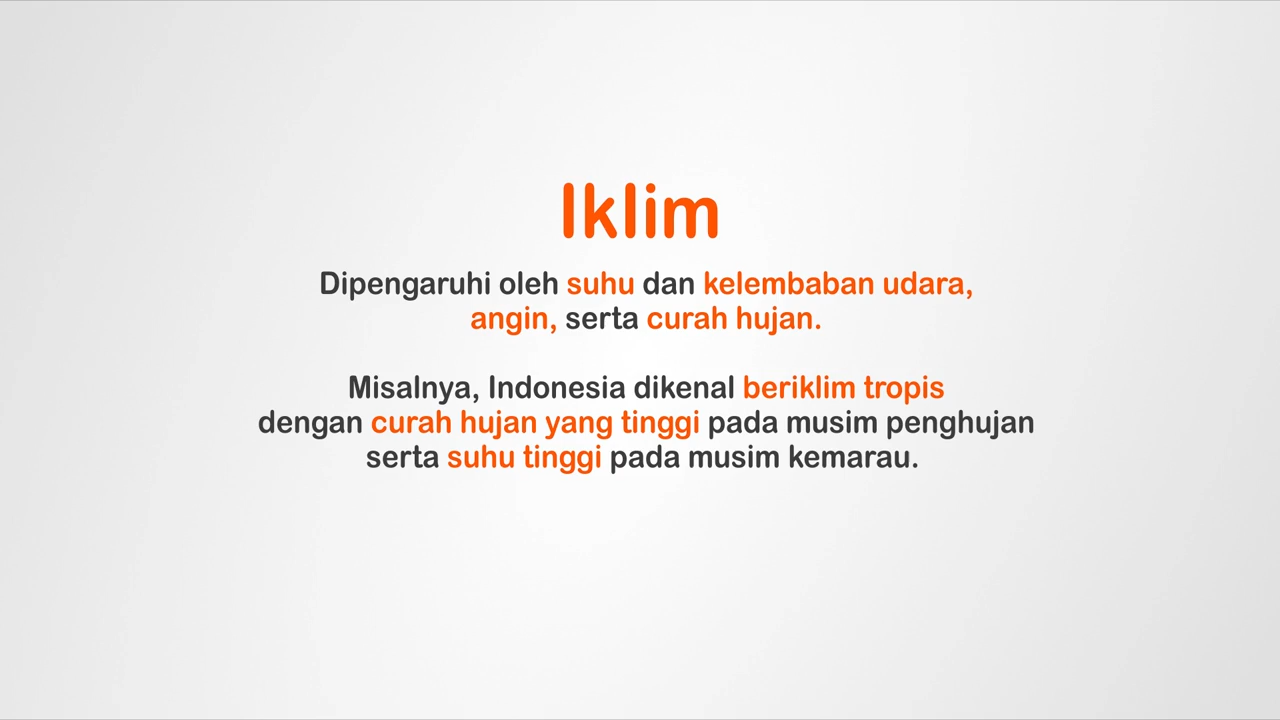 Iklim
Dipengaruhi oleh suhu dan kelembaban udara,
angin, serta curah hujan.
Misalnya, Indonesia dikenal beriklim tropis
dengan curah hujan yang tinggi pada musim penghujan
serta suhu tinggi pada musim kemarau.